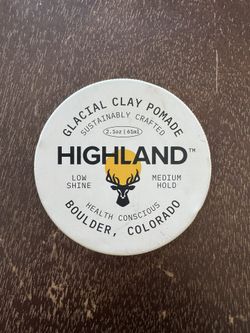 GLACIAL CLAY POMADE
SUSTAINABLY CRAFTED
2.3oz | 65ml
HIGHLAND™
LOW SHINE
MEDIUM HOLD
HEALTH CONSCIOUS
BOULDER, COLORADO